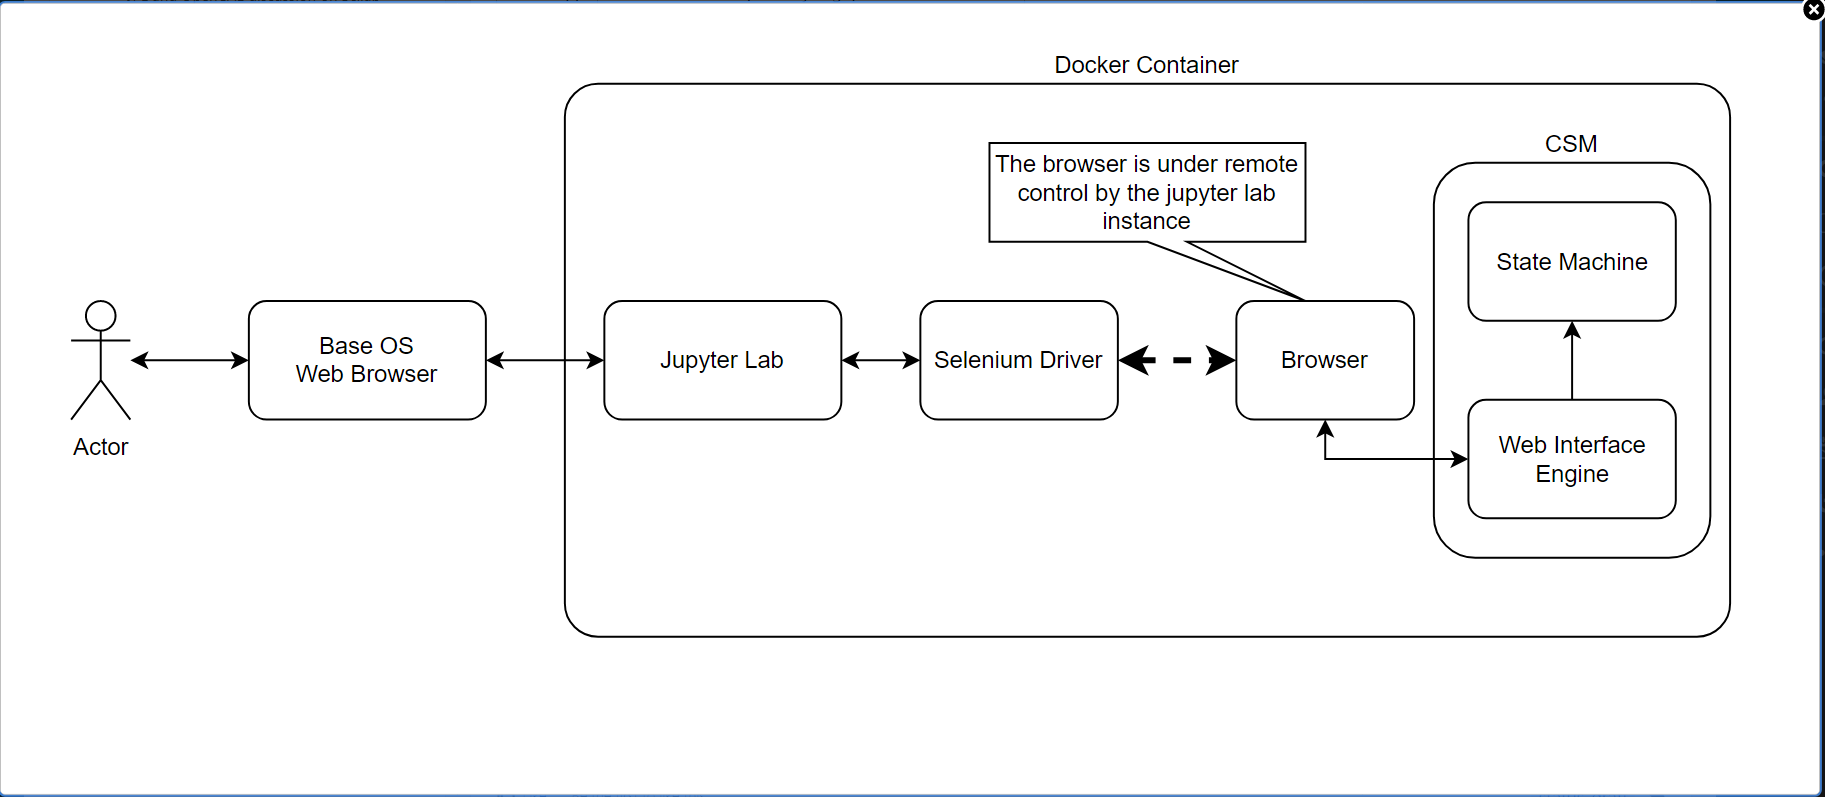 Docker Container
CSM
The browser is under remote
control by the jupyter lab
instance
State Machine
Base OS
Web Browser
Jupyter Lab
Selenium Driver
Browser
Web Interface
Engine
Actor